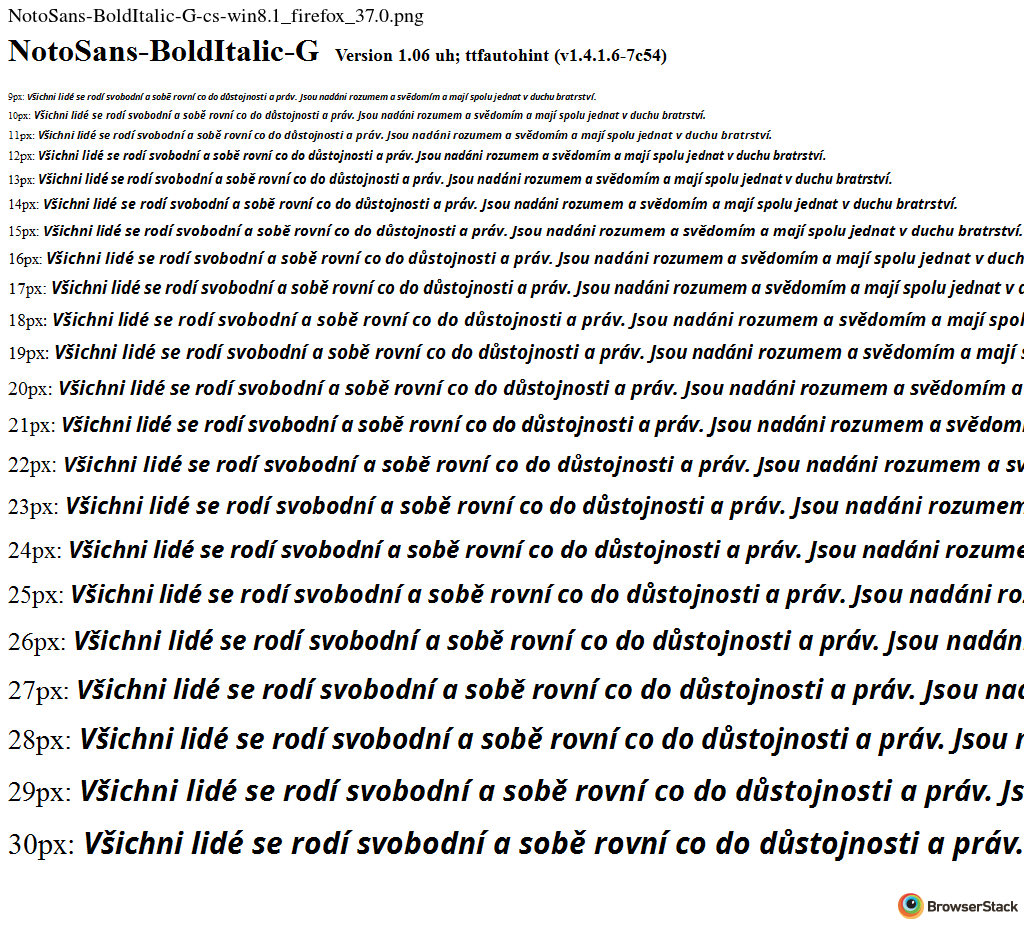 NotoSans-BoldItalic-G-cs-win8.1_firefox_37.0.png
NotoSans-BoldItalic-G Version 1.06 uh; ttfautohint (v1.4.1.6-7c54)
9px: Všichni lidé se rodí svobodní a sobě rovní co do důstojnosti a práv. Jsou nadáni rozumem a svědomím a mají spolu jednat v duchu bratrství.
10px: Všichni lidé se rodí svobodní a sobě rovní co do důstojnosti a práv. Jsou nadáni rozumem a svědomím a mají spolu jednat v duchu bratrství.
11px: Všichni lidé se rodí svobodní a sobě rovní co do důstojnosti a práv. Jsou nadáni rozumem a svědomím a mají spolu jednat v duchu bratrství.
12px: Všichni lidé se rodí svobodní a sobě rovní co do důstojnosti a práv. Jsou nadáni rozumem a svědomím a mají spolu jednat v duchu bratrství.
13px: Všichni lidé se rodí svobodní a sobě rovní co do důstojnosti a práv. Jsou nadáni rozumem a svědomím a mají spolu jednat v duchu bratrství.
14px: Všichni lidé se rodí svobodní a sobě rovní co do důstojnosti a práv. Jsou nadáni rozumem a svědomím a mají spolu jednat v duchu bratrství.
15px: Všichni lidé se rodí svobodní a sobě rovní co do důstojnosti a práv. Jsou nadáni rozumem a svědomím a mají spolu jednat v duchu bratrství.
16px: Všichni lidé se rodí svobodní a sobě rovní co do důstojnosti a práv. Jsou nadáni rozumem a svědomím a mají spolu jednat v duch
17px: Všichni lidé se rodí svobodní a sobě rovní co do důstojnosti a práv. Jsou nadáni rozumem a svědomím a mají spolu jednat v d
18px: Všichni lidé se rodí svobodní a sobě rovní co do důstojnosti a práv. Jsou nadáni rozumem a svědomím a mají spol
19px: Všichni lidé se rodí svobodní a sobě rovní co do důstojnosti a práv. Jsou nadáni rozumem a svědomím a mají s
20px: Všichni lidé se rodí svobodní a sobě rovní co do důstojnosti a práv. Jsou nadáni rozumem a svědomím a
21px: Všichni lidé se rodí svobodní a sobě rovní co do důstojnosti a práv. Jsou nadáni rozumem a svědom
22px: Všichni lidé se rodí svobodní a sobě rovní co do důstojnosti a práv. Jsou nadáni rozumem a sv
23px: Všichni lidé se rodí svobodní a sobě rovní co do důstojnosti a práv. Jsou nadáni rozumem
24px: Všichni lidé se rodí svobodní a sobě rovní co do důstojnosti a práv. Jsou nadáni rozume
25px: Všichni lidé se rodí svobodní a sobě rovní co do důstojnosti a práv. Jsou nadáni roz
26px: Všichni lidé se rodí svobodní a sobě rovní co do důstojnosti a práv. Jsou nadán
27px: Všichni lidé se rodí svobodní a sobě rovní co do důstojnosti a práv. Jsou nad
28px: Všichni lidé se rodí svobodní a sobě rovní co do důstojnosti a práv. Jsou n
29px: Všichni lidé se rodí svobodní a sobě rovní co do důstojnosti a práv. Js
30px: Všichni lidé se rodí svobodní a sobě rovní co do důstojnosti a práv.
BrowserStack